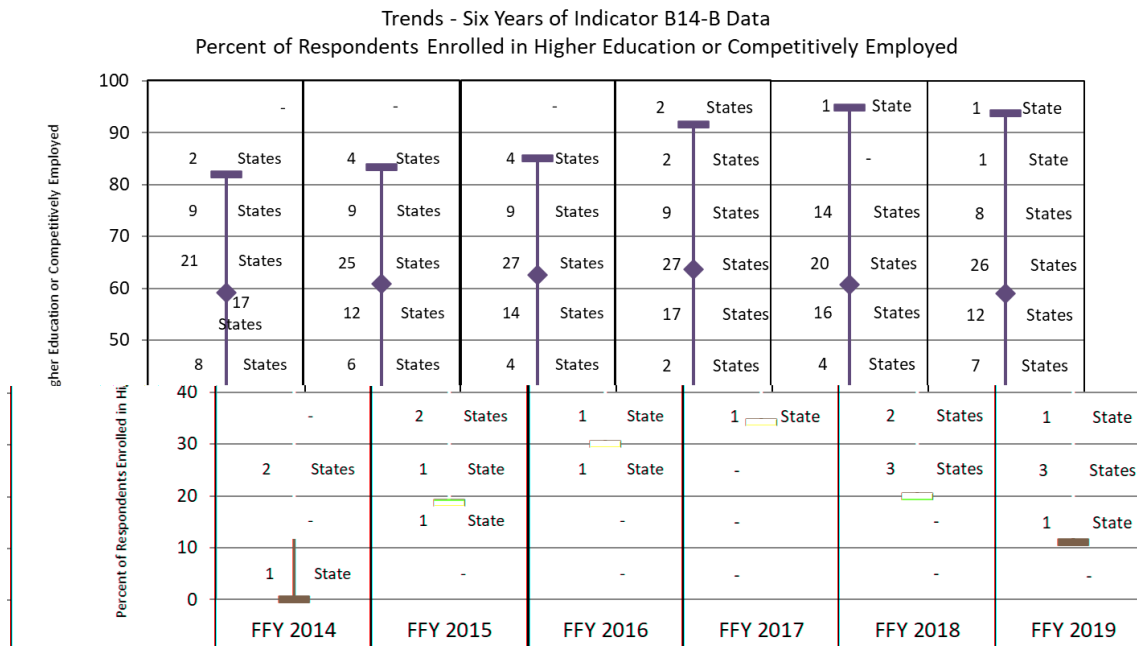 Trends - Six Years of Indicator B14-B Data
Percent of Respondents Enrolled in Higher Education or Competitively Employed
gher Education or Competitively Employed
Percent of Respondents Enrolled in Hi
100
- - - 2 States 1 State 1 State
90
2 States 4 States 4 States 2 States - 1 State
80
9 States 9 States 9 States 9 States 14 States 8 States
70
21 States 25 States 27 States 27 States 20 States 26 States
60
17 States 12 States 14 States 17 States 16 States 12 States
50
8 States 6 States 4 States 2 States 4 States 7 States
40
- 2 States 1 State 1 State 2 States 1 State
30
2 States 1 State 1 State - 3 States 3 States
20
- 1 State - - - 1 State
10
1 State - - - - -
0
FFY 2014 FFY 2015 FFY 2016 FFY 2017 FFY 2018 FFY 2019